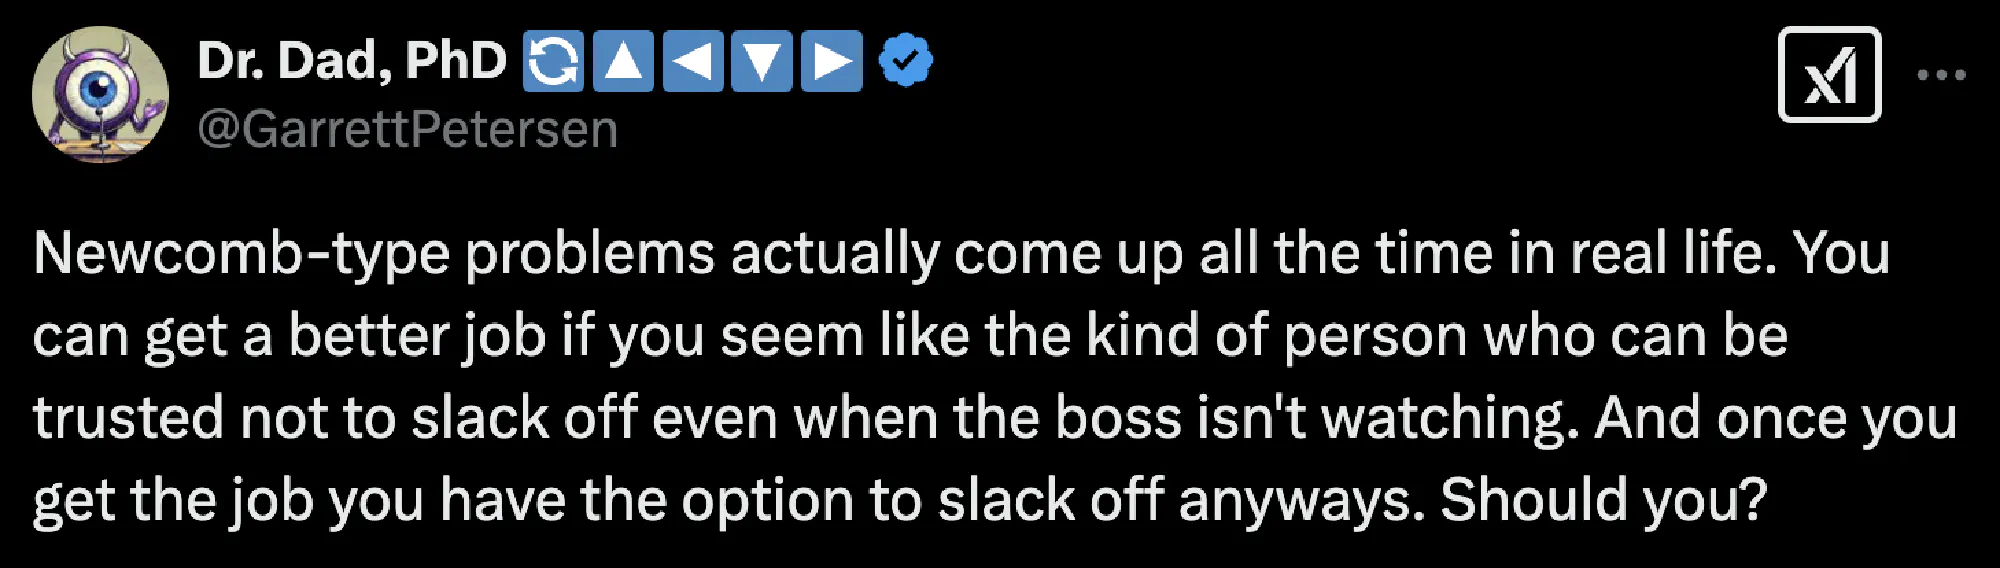 Dr. Dad, PhD 🔄🔼◀️🔽▶️
@GarrettPetersen
Newcomb-type problems actually come up all the time in real life. You
can get a better job if you seem like the kind of person who can be
trusted not to slack off even when the boss isn't watching. And once you
get the job you have the option to slack off anyways. Should you?